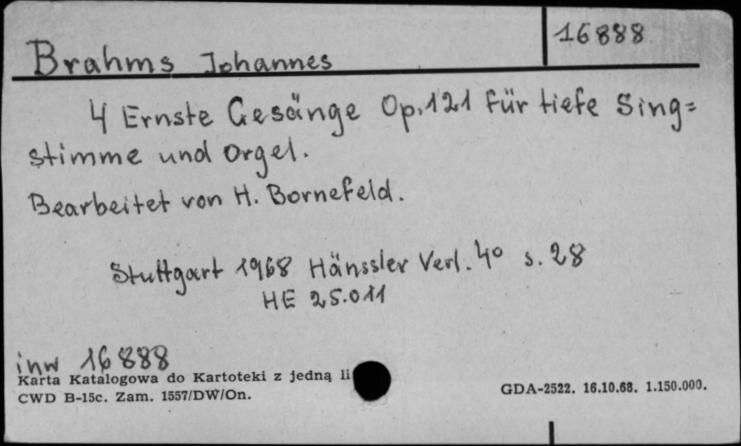 16888
Brahms Johannes
4 Ernste Gesänge Op. 121 für tiefe Sing=
stimme und Orgel.
Bearbeitet von H. Bornefeld.
Stuttgart 1968 Hänssler Verl. 4° s. 28
HE 25.011
inw 16888
Karta Katalogowa do Kartoteki z jedną li
CWD B-15c. Zam. 1557/DW/On.
GDA-2522. 16.10.68. 1.150.000.